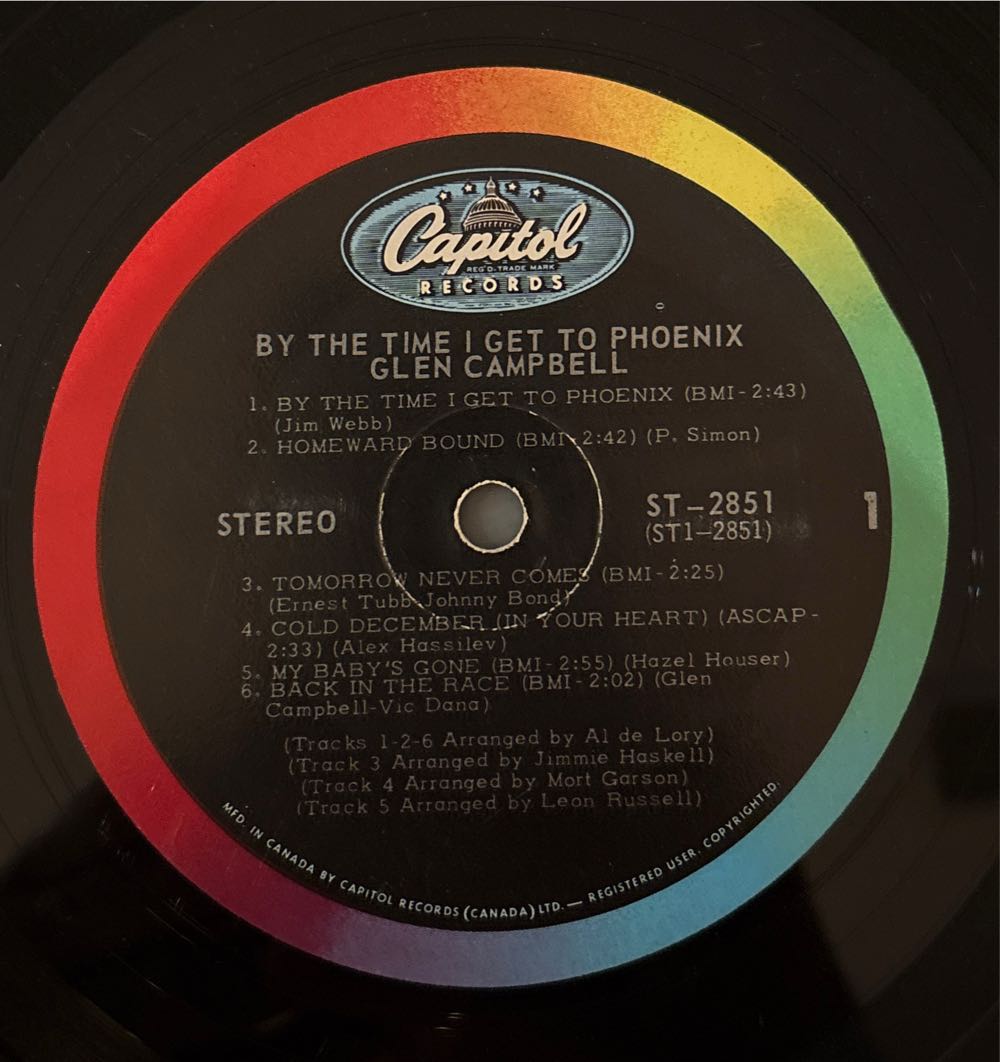 Capitol
REG'D. TRADE MARK
RECORDS
BY THE TIME I GET TO PHOENIX
GLEN CAMPBELL
1. BY THE TIME I GET TO PHOENIX (BMI-2:43)
(Jim Webb)
2. HOMEWARD BOUND (BMI-2:42) (P. Simon)
STEREO
ST-2851
(ST1-2851)
1
3. TOMORROW NEVER COMES (BMI-2:25)
(Ernest Tubb-Johnny Bond)
4. COLD DECEMBER (IN YOUR HEART) (ASCAP-
2:33) (Alex Hassilev)
5. MY BABY'S GONE (BMI-2:55) (Hazel Houser)
6. BACK IN THE RACE (BMI-2:02) (Glen
Campbell-Vic Dana)
(Tracks 1-2-6 Arranged by Al de Lory)
(Track 3 Arranged by Jimmie Haskell)
(Track 4 Arranged by Mort Garson)
(Track 5 Arranged by Leon Russell)
MFD. IN CANADA BY CAPITOL RECORDS (CANADA) LTD. — REGISTERED USER. COPYRIGHTED.